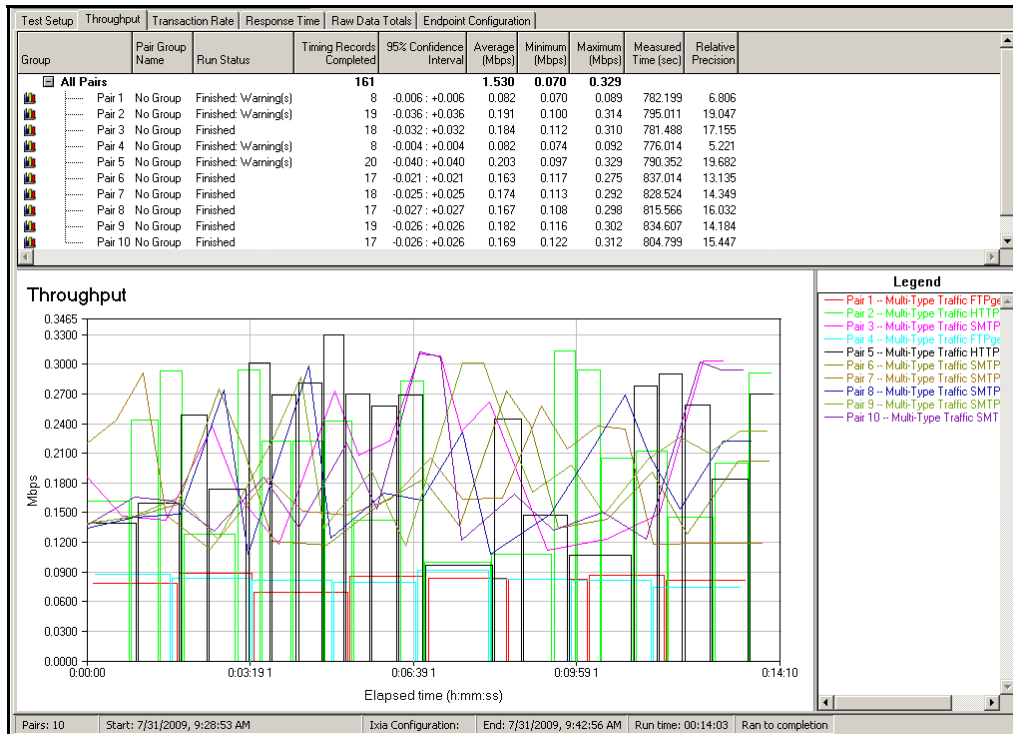 Test Setup Throughput Transaction Rate Response Time Raw Data Totals Endpoint Configuration
Group Pair Group Name Run Status Timing Records Completed 95% Confidence Interval Average (Mbps) Minimum (Mbps) Maximum (Mbps) Measured Time (sec) Relative Precision
All Pairs 161 1.530 0.070 0.329
Pair 1 No Group Finished: Warning(s) 8 -0.006 : +0.006 0.082 0.070 0.089 782.199 6.806
Pair 2 No Group Finished: Warning(s) 19 -0.036 : +0.036 0.191 0.100 0.314 795.011 19.047
Pair 3 No Group Finished 18 -0.032 : +0.032 0.184 0.112 0.310 781.488 17.155
Pair 4 No Group Finished: Warning(s) 8 -0.004 : +0.004 0.082 0.074 0.092 776.014 5.221
Pair 5 No Group Finished: Warning(s) 20 -0.040 : +0.040 0.203 0.097 0.329 790.352 19.682
Pair 6 No Group Finished 17 -0.021 : +0.021 0.163 0.117 0.275 837.014 13.135
Pair 7 No Group Finished 18 -0.025 : +0.025 0.174 0.113 0.292 828.524 14.349
Pair 8 No Group Finished 17 -0.027 : +0.027 0.167 0.108 0.298 815.566 16.032
Pair 9 No Group Finished 19 -0.026 : +0.026 0.182 0.116 0.302 834.607 14.184
Pair 10 No Group Finished 17 -0.026 : +0.026 0.169 0.122 0.312 804.799 15.447
Throughput
0.3465
0.3300
0.3000
0.2700
0.2400
0.2100
0.1800
0.1500
0.1200
0.0900
0.0600
0.0300
0.0000
Mbps
0:00:00 0:03:19 1 0:06:39 1 0:09:59 1 0:14:10
Elapsed time (h:mm:ss)
Legend
Pair 1 -- Multi-Type Traffic FTPge
Pair 2 -- Multi-Type Traffic HTTP
Pair 3 -- Multi-Type Traffic SMTP
Pair 4 -- Multi-Type Traffic FTPge
Pair 5 -- Multi-Type Traffic HTTP
Pair 6 -- Multi-Type Traffic SMTP
Pair 7 -- Multi-Type Traffic SMTP
Pair 8 -- Multi-Type Traffic SMTP
Pair 9 -- Multi-Type Traffic SMTP
Pair 10 -- Multi-Type Traffic SMT
Pairs: 10 Start: 7/31/2009, 9:28:53 AM Ixia Configuration: End: 7/31/2009, 9:42:56 AM Run time: 00:14:03 Ran to completion